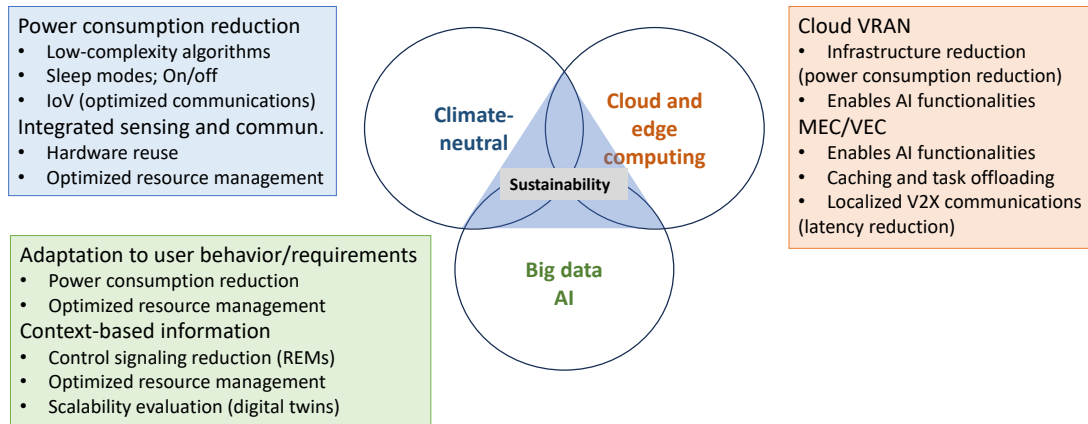 Power consumption reduction
• Low-complexity algorithms
• Sleep modes; On/off
• IoV (optimized communications)
Integrated sensing and commun.
• Hardware reuse
• Optimized resource management
Climate-
neutral
Cloud and
edge
computing
Sustainability
Big data
AI
Cloud VRAN
• Infrastructure reduction
(power consumption reduction)
• Enables AI functionalities
MEC/VEC
• Enables AI functionalities
• Caching and task offloading
• Localized V2X communications
(latency reduction)
Adaptation to user behavior/requirements
• Power consumption reduction
• Optimized resource management
Context-based information
• Control signaling reduction (REMs)
• Optimized resource management
• Scalability evaluation (digital twins)